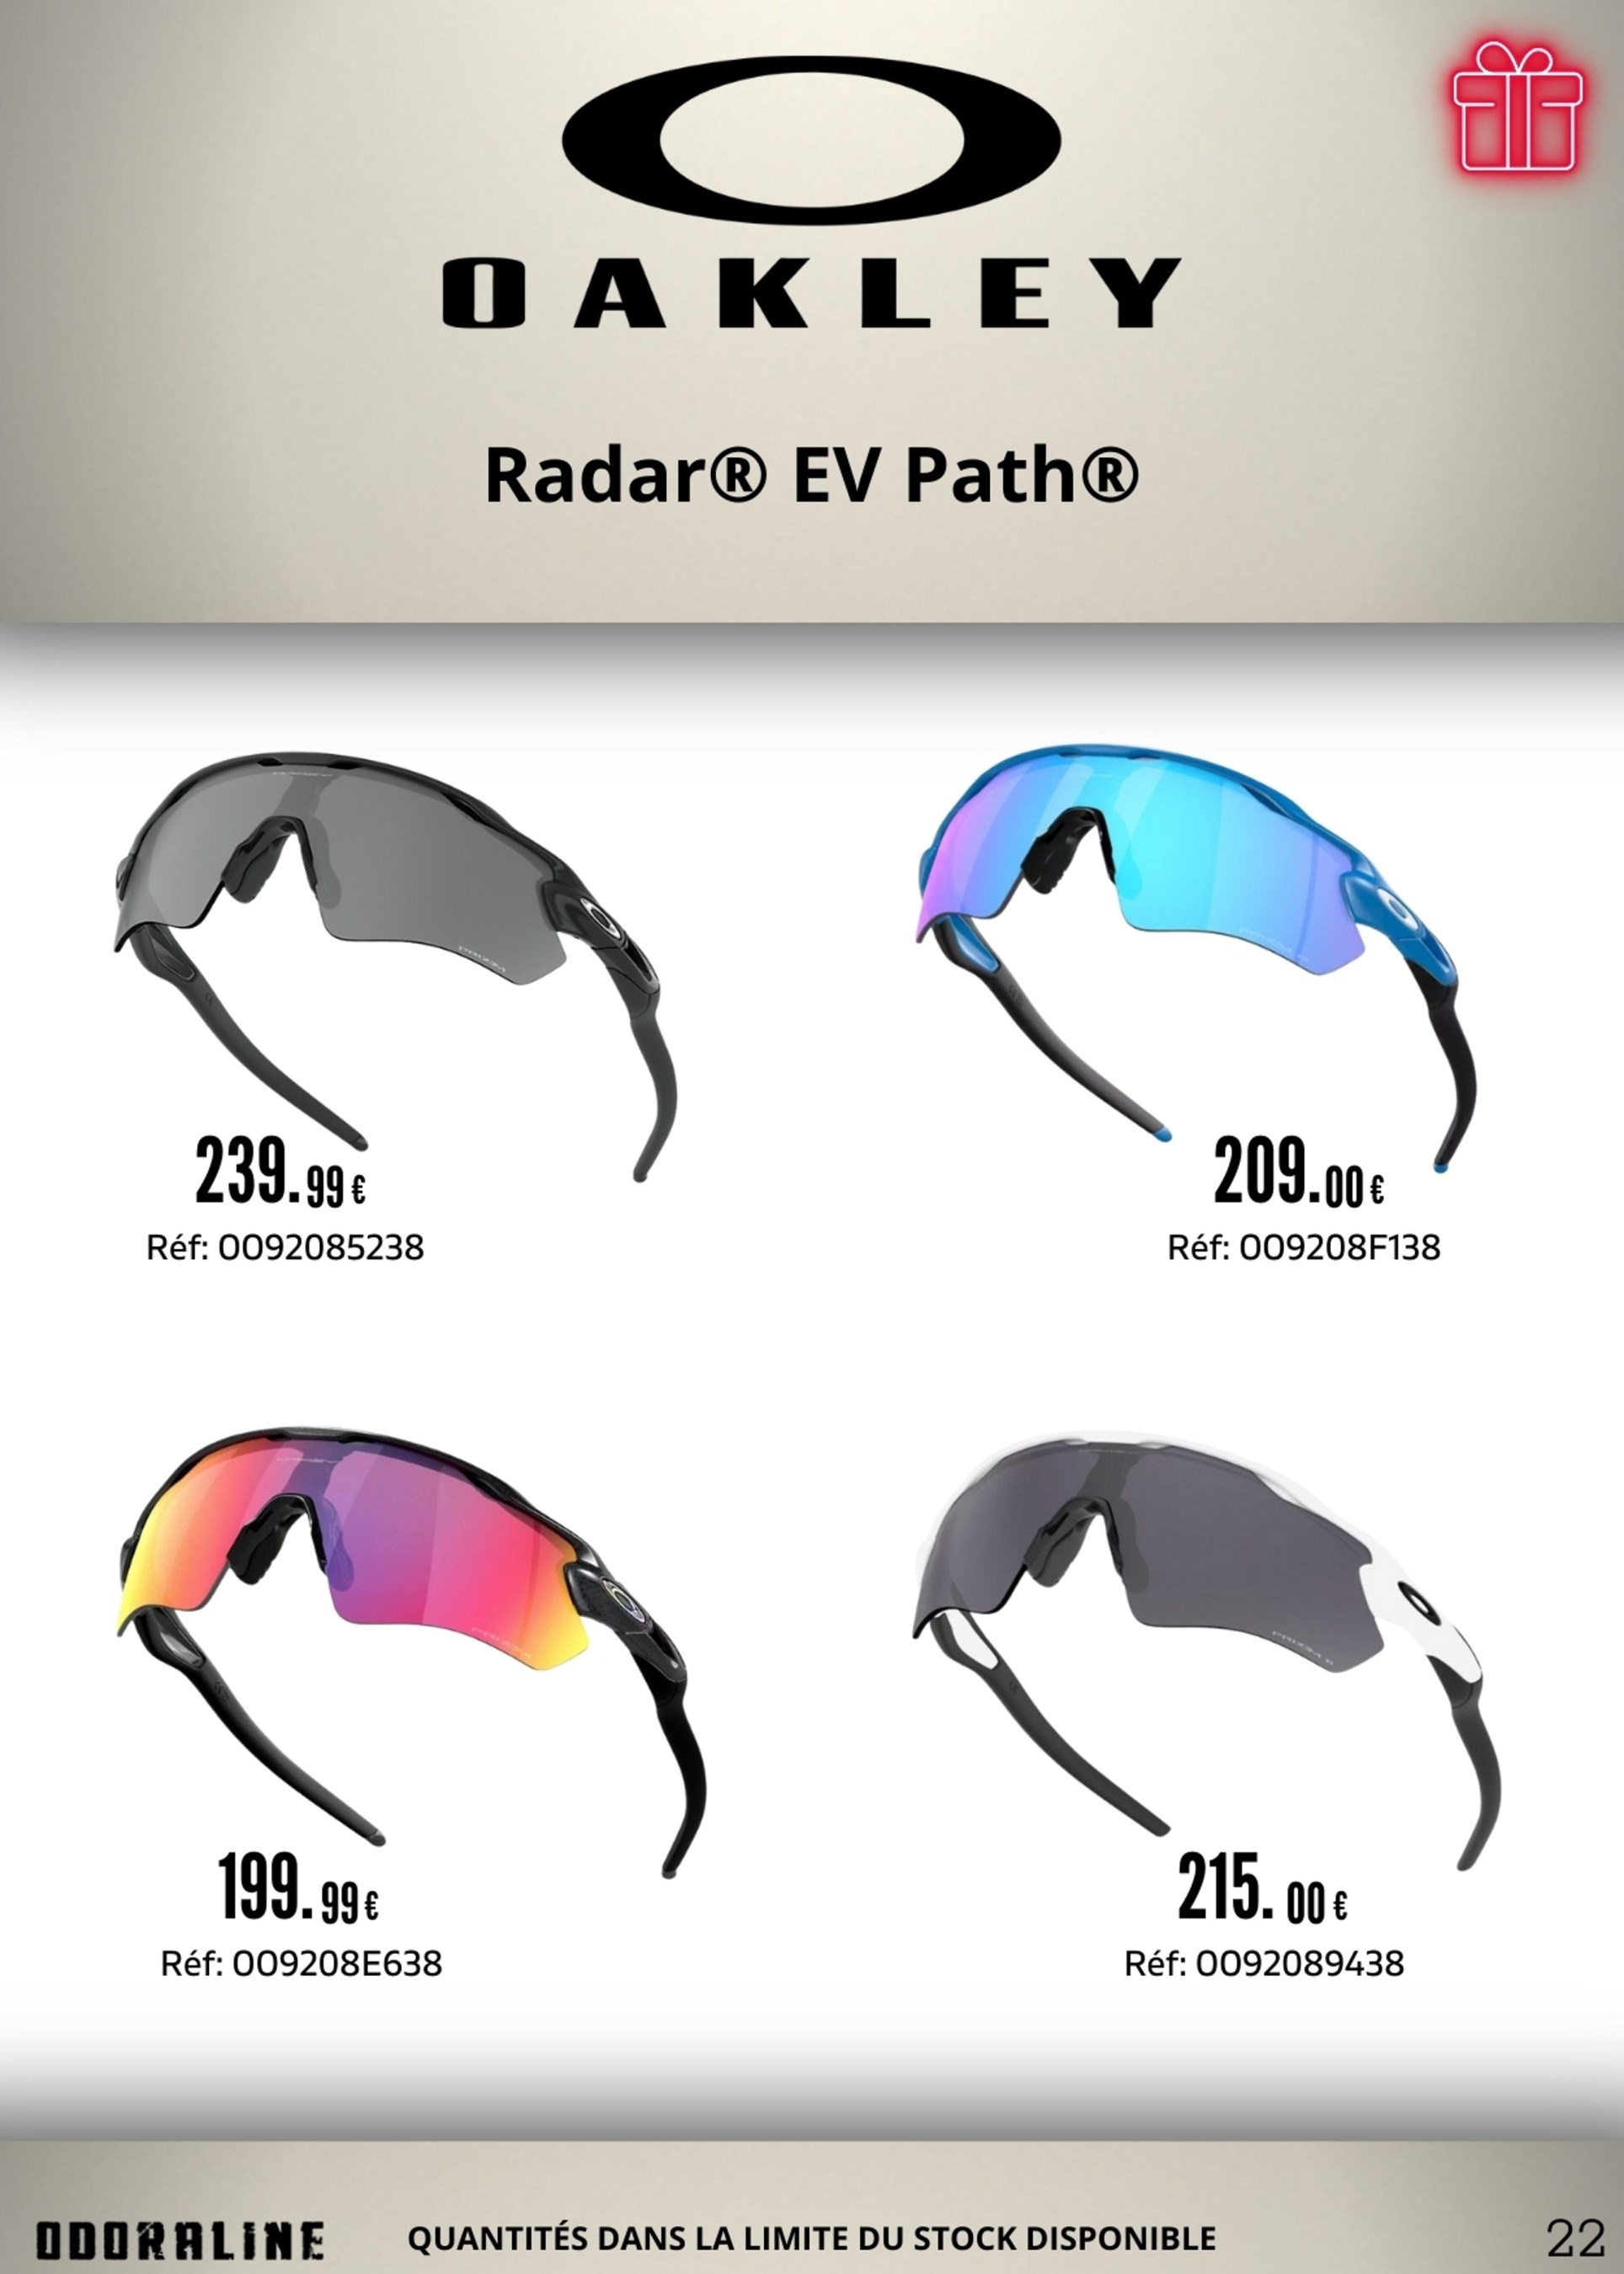 OAKLEY
Radar® EV Path®
239.99€
Réf: OO92085238
209.00€
Réf: OO9208F138
199.99€
Réf: OO9208E638
215.00€
Réf: OO92089438
ODORALINE
QUANTITÉS DANS LA LIMITE DU STOCK DISPONIBLE
22